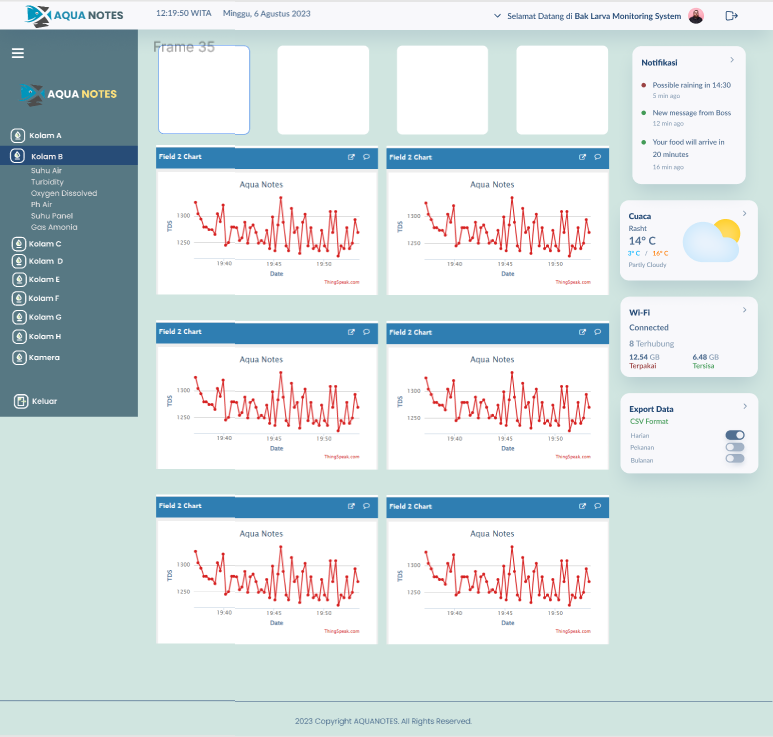 AQUA NOTES
12:19:50 WITA Minggu, 6 Agustus 2023
Selamat Datang di Bak Larva Monitoring System
AQUA NOTES
Kolam A
Kolam B
Suhu Air
Turbidity
Oxygen Dissolved
Ph Air
Suhu Panel
Gas Amonia
Kolam C
Kolam D
Kolam E
Kolam F
Kolam G
Kolam H
Kamera
Keluar
Frame 35
Field 2 Chart
Aqua Notes
TDS
1300
1250
19:40 19:45 19:50
Date
ThingSpeak.com
Field 2 Chart
Aqua Notes
TDS
1300
1250
19:40 19:45 19:50
Date
ThingSpeak.com
Field 2 Chart
Aqua Notes
TDS
1300
1250
19:40 19:45 19:50
Date
ThingSpeak.com
Field 2 Chart
Aqua Notes
TDS
1300
1250
19:40 19:45 19:50
Date
ThingSpeak.com
Field 2 Chart
Aqua Notes
TDS
1300
1250
19:40 19:45 19:50
Date
ThingSpeak.com
Field 2 Chart
Aqua Notes
TDS
1300
1250
19:40 19:45 19:50
Date
ThingSpeak.com
Notifikasi
Possible raining in 14:30
5 min ago
New message from Boss
12 min ago
Your food will arrive in
20 minutes
16 min ago
Cuaca
Rasht
14° C
3° C / 16° C
Partly Cloudy
Wi-Fi
Connected
8 Terhubung
12.54 GB 6.48 GB
Terpakai Tersisa
Export Data
CSV Format
Harian
Pekanan
Bulanan
2023 Copyright AQUANOTES. All Rights Reserved.